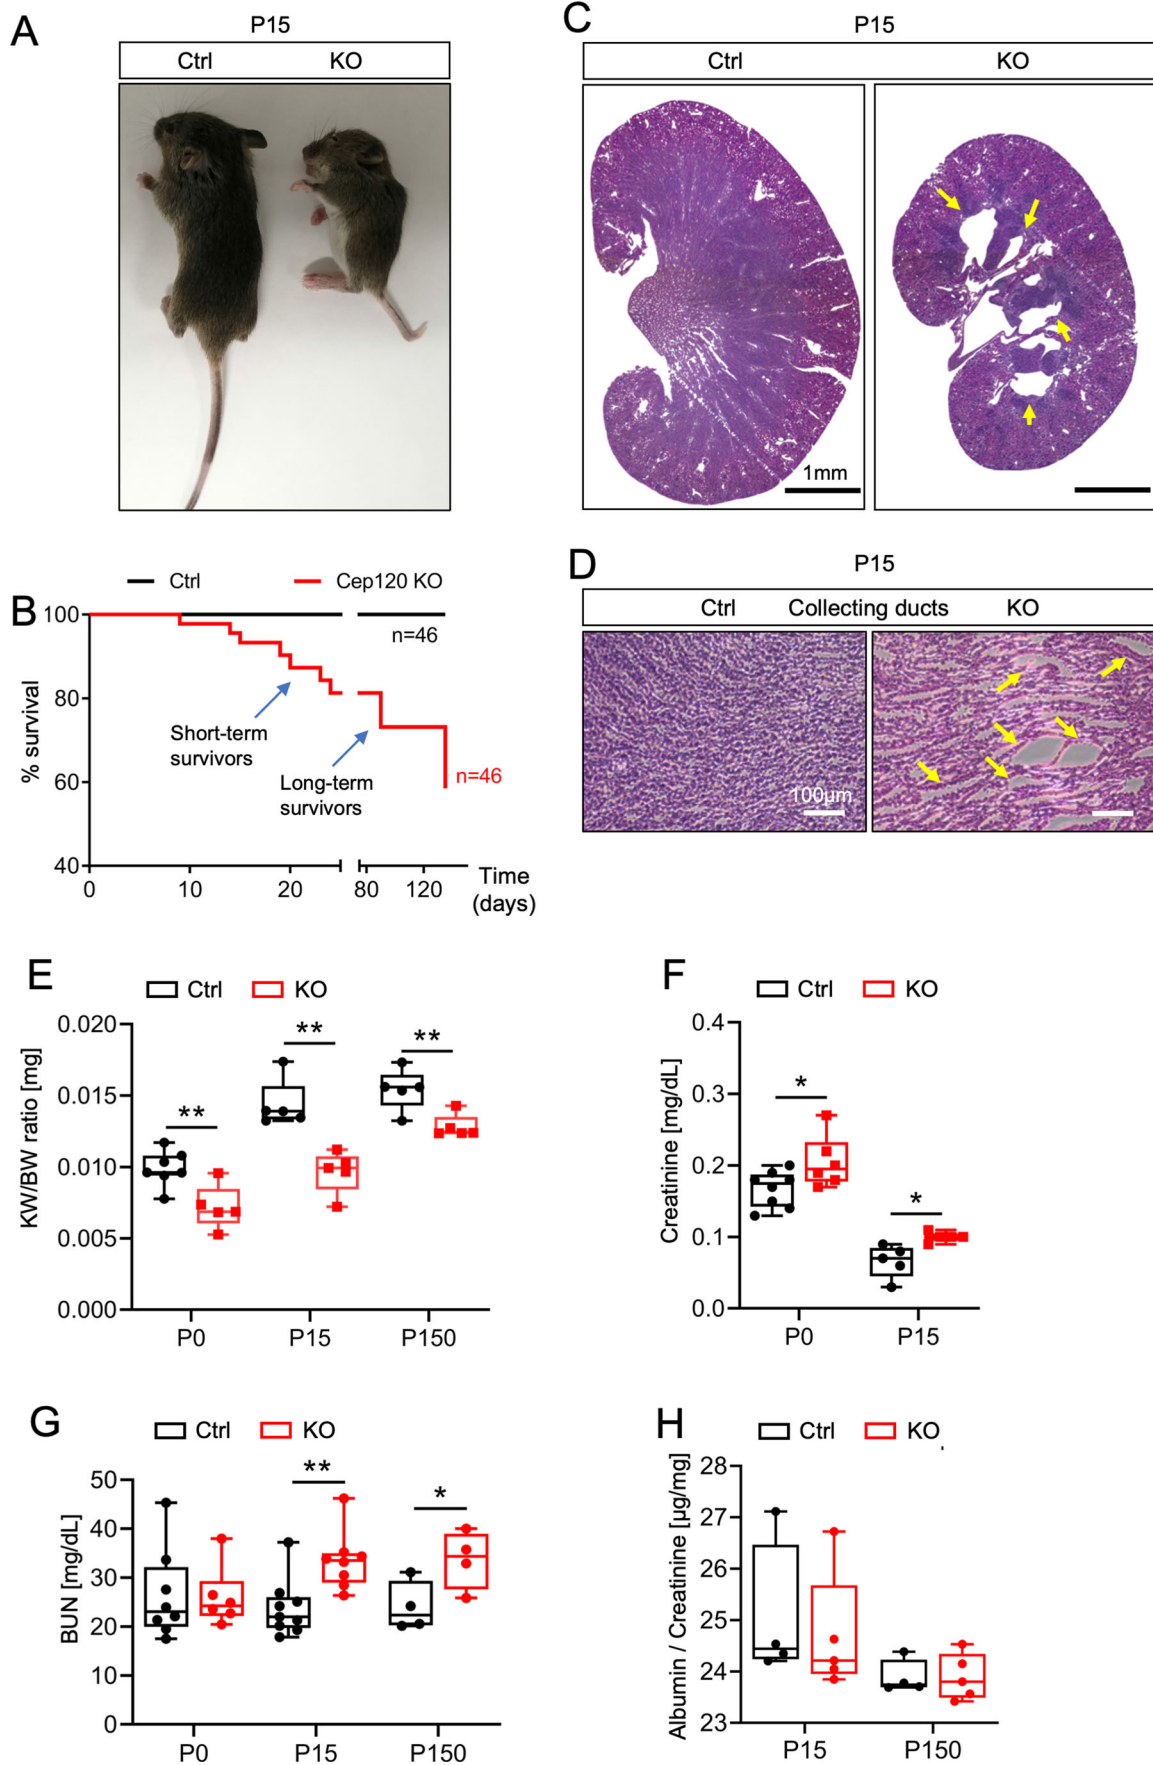 A
P15
Ctrl KO
C
P15
Ctrl KO
1mm
B
Ctrl Cep120 KO
% survival
100
80
60
40
n=46
n=46
Short-term
survivors
Long-term
survivors
0 10 20 80 120
Time
(days)
D
P15
Ctrl Collecting ducts KO
100μm
E
Ctrl KO
KW/BW ratio [mg]
0.020
0.015
0.010
0.005
0.000
** ** **
P0 P15 P150
F
Ctrl KO
Creatinine [mg/dL]
0.4
0.3
0.2
0.1
0.0
* *
P0 P15
G
Ctrl KO
BUN [mg/dL]
50
40
30
20
10
0
** *
P0 P15 P150
H
Ctrl KO
Albumin / Creatinine [μg/mg]
28
27
26
25
24
23
P15 P150